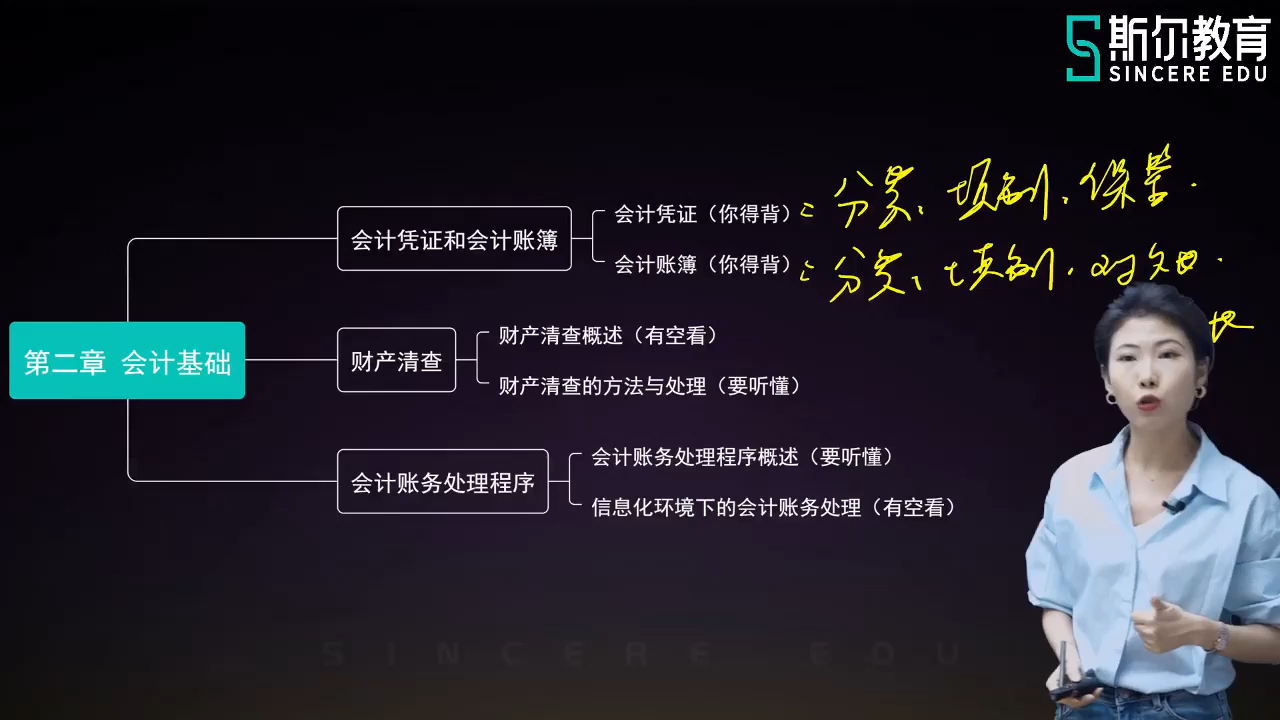 斯尔教育
SINCERE EDU
会计凭证（你得背）：分类、填制、保管.
会计凭证和会计账簿
会计账簿（你得背）：分类、填制、对
财产清查概述（有空看）
第二章 会计基础
财产清查
财产清查的方法与处理（要听懂）
会计账务处理程序概述（要听懂）
会计账务处理程序
信息化环境下的会计账务处理（有空看）
SINCERE EDU